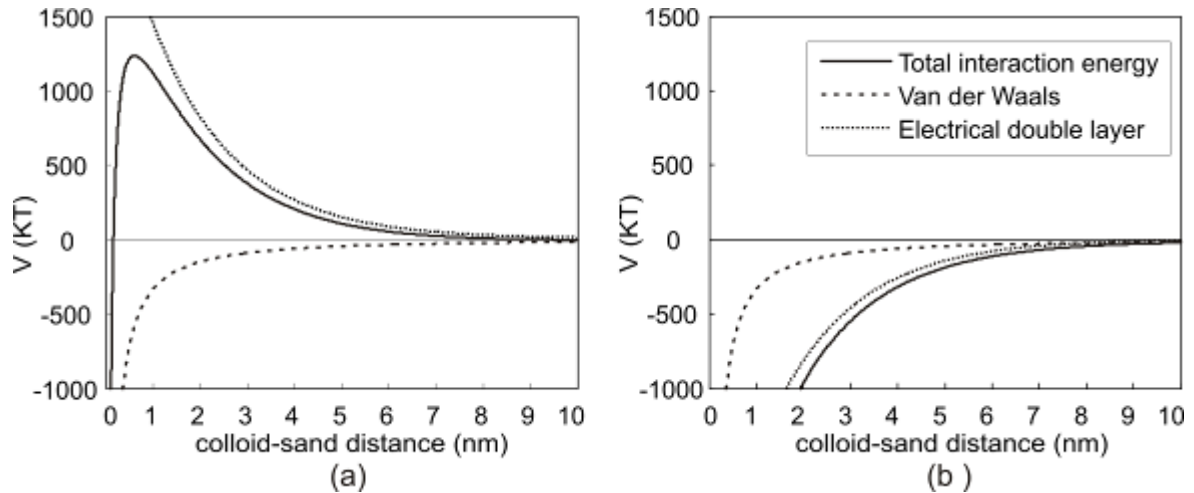 1500
1000
500
0
-500
-1000
V (KT)
0 1 2 3 4 5 6 7 8 9 10
colloid-sand distance (nm)
(a)
1500
1000
500
0
-500
-1000
V (KT)
Total interaction energy
Van der Waals
Electrical double layer
0 1 2 3 4 5 6 7 8 9 10
colloid-sand distance (nm)
(b )